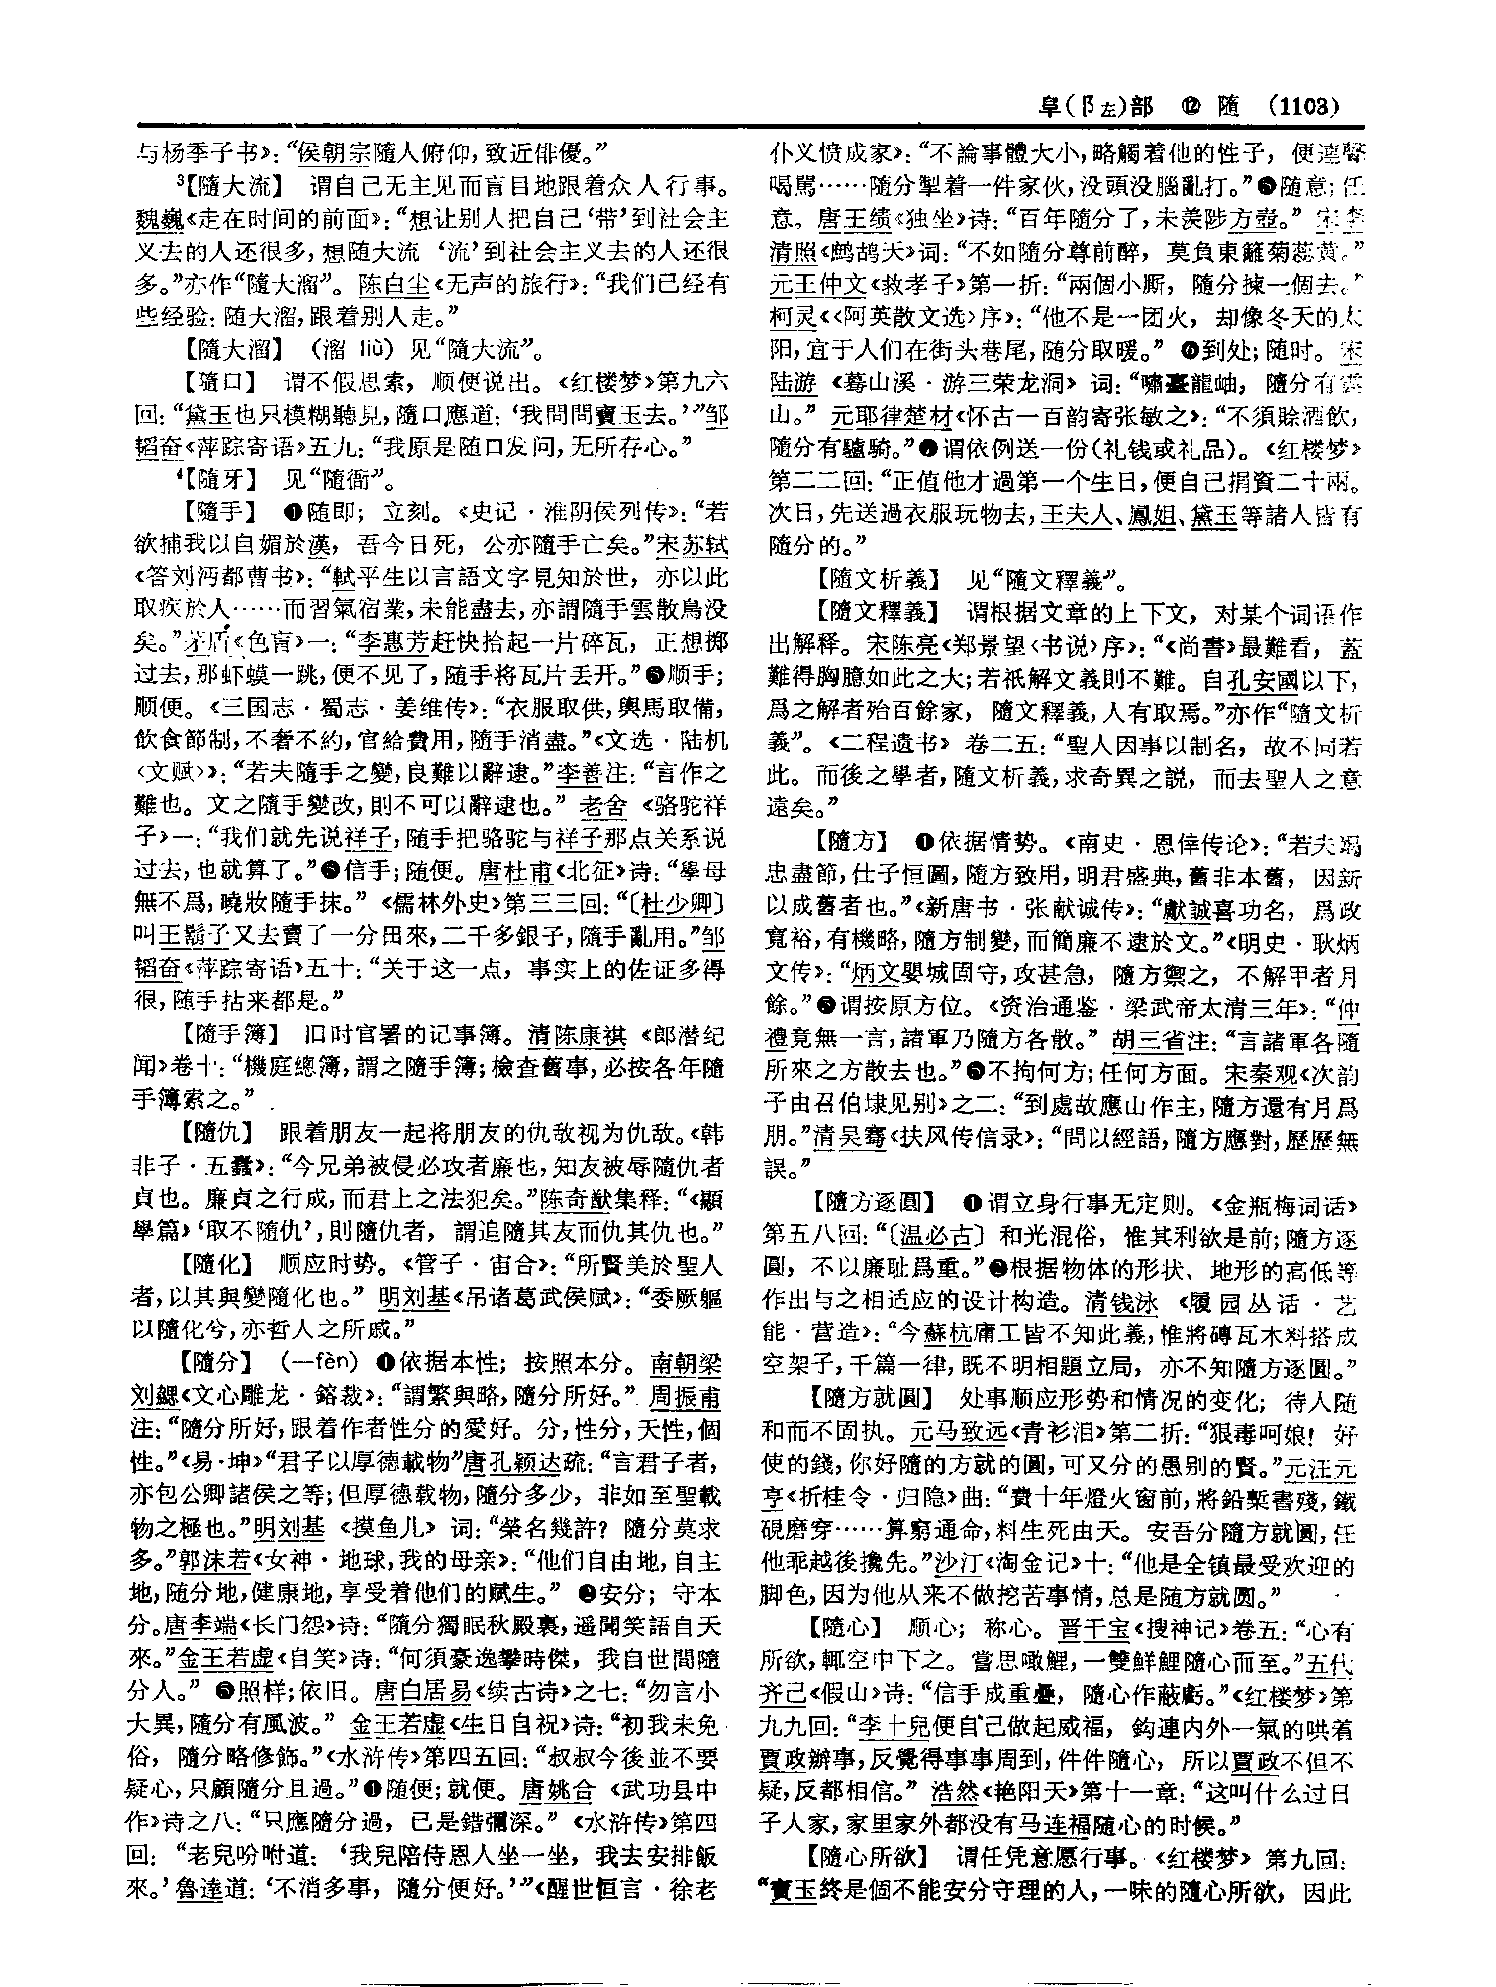 阜(阝左)部　⑫　随　(1103)
与杨季子书》：“侯朝宗隨人俯仰，致近俳優。”
³【隨大流】　谓自己无主见而盲目地跟着众人行事。
魏巍《走在时间的前面》：“想让别人把自己‘带’到社会主
义去的人还很多，想随大流　‘流’到社会主义去的人还很
多。”亦作“隨大溜”。陈白尘《无声的旅行》：“我们已经有
些经验：随大溜，跟着别人走。”
【隨大溜】　（溜　liù）见“隨大流”。
【隨口】　谓不假思索，顺便说出。《红楼梦》第九六
回：“黛玉也只模糊聽見，隨口應道：‘我問問寶玉去。’”邹
韬奋《萍踪寄语》五九：“我原是随口发问，无所存心。”
⁴【隨牙】　见“隨衙”。
【隨手】　❶随即；立刻。《史记·淮阴侯列传》：“若
欲捕我以自媚於漢，吾今日死，公亦隨手亡矣。”宋苏轼
《答刘沔都曹书》：“軾平生以言語文字見知於世，亦以此
取疾於人……而習氣宿業，未能盡去，亦謂隨手雲散鳥没
矣。”茅盾《色盲》一：“李惠芳赶快拾起一片碎瓦，正想掷
过去，那虾蟆一跳，便不见了，随手将瓦片丢开。”❷顺手；
顺便。《三国志·蜀志·姜维传》：“衣服取供，輿馬取備，
飲食節制，不奢不約，官給費用，隨手消盡。”《文选·陆机
〈文赋〉》：“若夫隨手之變，良難以辭逮。”李善注：“言作之
難也。文之隨手變改，則不可以辭逮也。”老舍《骆驼祥
子》一：“我们就先说祥子，随手把骆驼与祥子那点关系说
过去，也就算了。”❸信手；随便。唐杜甫《北征》诗：“學母
無不爲，曉妝隨手抹。”《儒林外史》第三三回：“〔杜少卿〕
叫王鬍子又去賣了一分田來，二千多銀子，隨手亂用。”邹
韬奋《萍踪寄语》五十：“关于这一点，事实上的佐证多得
很，随手拈来都是。”
【隨手簿】　旧时官署的记事簿。清陈康祺《郎潜纪
闻》卷十：“機庭總簿，謂之隨手簿；檢查舊事，必按各年隨
手簿索之。”
【隨仇】　跟着朋友一起将朋友的仇敌视为仇敌。《韩
非子·五蠹》：“今兄弟被侵必攻者廉也，知友被辱隨仇者
貞也。廉貞之行成，而君上之法犯矣。”陈奇猷集释：“《顯
學篇》‘取不隨仇’，則隨仇者，謂追隨其友而仇其仇也。”
【隨化】　顺应时势。《管子·宙合》：“所賢美於聖人
者，以其與變隨化也。”明刘基《吊诸葛武侯赋》：“委厥軀
以隨化兮，亦哲人之所戚。”
【隨分】　（—fèn）❶依据本性；按照本分。南朝梁
刘勰《文心雕龙·鎔裁》：“謂繁與略，隨分所好。”周振甫
注：“隨分所好，跟着作者性分的愛好。分，性分，天性，個
性。”《易·坤》“君子以厚德載物”唐孔颖达疏：“言君子者，
亦包公卿諸侯之等；但厚德载物，隨分多少，非如至聖載
物之極也。”明刘基《摸鱼儿》词：“榮名幾許？隨分莫求
多。”郭沫若《女神·地球，我的母亲》：“他们自由地，自主
地，随分地，健康地，享受着他们的赋生。”❷安分；守本
分。唐李端《长门怨》诗：“隨分獨眠秋殿裏，遥聞笑語自天
來。”金王若虚《自笑》诗：“何須豪逸攀時傑，我自世間隨
分人。”❸照样；依旧。唐白居易《续古诗》之七：“勿言小
大異，隨分有風波。”金王若虚《生日自祝》诗：“初我未免
俗，隨分略修飾。”《水浒传》第四五回：“叔叔今後並不要
疑心，只顧隨分且過。”❹随便；就便。唐姚合《武功县中
作》诗之八：“只應隨分過，已是錯彌深。”《水浒传》第四
回：“老兒吩咐道：‘我兒陪侍恩人坐一坐，我去安排飯
來。’魯達道：‘不消多事，隨分便好。’”《醒世恒言·徐老
仆义愤成家》：“不論事體大小，略觸着他的性子，便連聲
喝罵……隨分掣着一件家伙，没頭没腦亂打。”❺随意；任
意。唐王绩《独坐》诗：“百年隨分了，未羡陟方壺。”宋李
清照《鹧鸪天》词：“不如隨分尊前醉，莫負東籬菊蕊黄。”
元王仲文《救孝子》第一折：“兩個小厮，隨分揀一個去。”
柯灵《〈阿英散文选〉序》：“他不是一团火，却像冬天的太
阳，宜于人们在街头巷尾，随分取暖。”❻到处；随时。宋
陆游《蓦山溪·游三荣龙洞》词：“嘯臺龍岫，隨分有雲
山。”元耶律楚材《怀古一百韵寄张敏之》：“不須賒酒飲，
隨分有驢騎。”❼谓依例送一份（礼钱或礼品）。《红楼梦》
第二二回：“正值他才過第一个生日，便自己捐資二十兩。
次日，先送過衣服玩物去，王夫人、鳳姐、黛玉等諸人皆有
隨分的。”
【隨文析義】　见“隨文釋義”。
【隨文釋義】　谓根据文章的上下文，对某个词语作
出解释。宋陈亮《郑景望〈书说〉序》：“《尚書》最難看，蓋
難得胸臆如此之大；若祇解文義則不難。自孔安國以下，
爲之解者殆百餘家，隨文釋義，人有取焉。”亦作“隨文析
義”。《二程遗书》卷二五：“聖人因事以制名，故不同若
此。而後之學者，随文析義，求奇異之説，而去聖人之意
遠矣。”
【隨方】　❶依据情势。《南史·恩倖传论》：“若夫竭
忠盡節，仕子恒圖，隨方致用，明君盛典，舊非本舊，因新
以成舊者也。”《新唐书·张献诚传》：“獻誠喜功名，爲政
寬裕，有機略，隨方制變，而簡廉不逮於文。”《明史·耿炳
文传》：“炳文嬰城固守，攻甚急，隨方禦之，不解甲者月
餘。”❷谓按原方位。《资治通鉴·梁武帝太清三年》：“仲
禮竟無一言，諸軍乃隨方各散。”胡三省注：“言諸軍各隨
所來之方散去也。”❸不拘何方；任何方面。宋秦观《次韵
子由召伯埭见别》之二：“到處故應山作主，隨方還有月爲
朋。”清吴骞《扶风传信录》：“問以經語，隨方應對，歷歷無
誤。”
【隨方逐圓】　❶谓立身行事无定则。《金瓶梅词话》
第五八回：“〔温必古〕和光混俗，惟其利欲是前；隨方逐
圓，不以廉耻爲重。”❷根据物体的形状、地形的高低等
作出与之相适应的设计构造。清钱泳《履园丛话·艺
能·营造》：“今蘇杭庸工皆不知此義，惟將磚瓦木料搭成
空架子，千篇一律，既不明相題立局，亦不知隨方逐圓。”
【隨方就圓】　处事顺应形势和情况的变化；待人随
和而不固执。元马致远《青衫泪》第二折：“狠毒呵娘！好
使的錢，你好隨的方就的圓，可又分的愚别的賢。”元汪元
亨《折桂令·归隐》曲：“費十年燈火窗前，將鉛槧書殘，鐵
硯磨穿……算窮通命，料生死由天。安吾分隨方就圓，任
他乖越後攙先。”沙汀《淘金记》十：“他是全镇最受欢迎的
脚色，因为他从来不做挖苦事情，总是随方就圆。”
【隨心】　顺心；称心。晋干宝《搜神记》卷五：“心有
所欲，輒空中下之。嘗思噉鯉，一雙鮮鯉隨心而至。”五代
齐己《假山》诗：“信手成重疊，隨心作蔽虧。”《红楼梦》第
九九回：“李十兒便自己做起威福，鈎連内外一氣的哄着
賈政辦事，反覺得事事周到，件件隨心，所以賈政不但不
疑，反都相信。”浩然《艳阳天》第十一章：“这叫什么过日
子人家，家里家外都没有马连福随心的时候。”
【隨心所欲】　谓任凭意愿行事。《红楼梦》第九回：
“寶玉終是個不能安分守理的人，一味的隨心所欲，因此